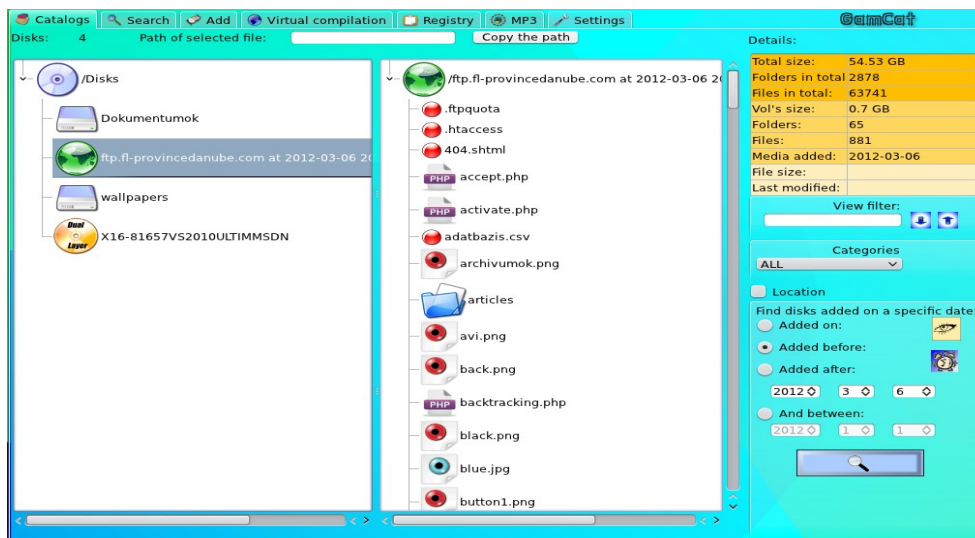 Catalogs Search Add Virtual compilation Registry MP3 Settings GamCat
Disks: 4 Path of selected file: Copy the path
/Disks
Dokumentumok
ftp.fl-provincedanube.com at 2012-03-06 20
wallpapers
Dual
Layer
X16-81657VS2010ULTIMMSDN
/ftp.fl-provincedanube.com at 2012-03-06 20
.ftpquota
.htaccess
404.shtml
PHP accept.php
PHP activate.php
adatbazis.csv
archivumok.png
articles
avi.png
back.png
PHP backtracking.php
black.png
blue.jpg
button1.png
Details:
Total size: 54.53 GB
Folders in total 2878
Files in total: 63741
Vol's size: 0.7 GB
Folders: 65
Files: 881
Media added: 2012-03-06
File size:
Last modified:
View filter:
Categories
ALL
Location
Find disks added on a specific date
Added on:
Added before:
Added after:
2012 3 6
And between:
2012 1 1